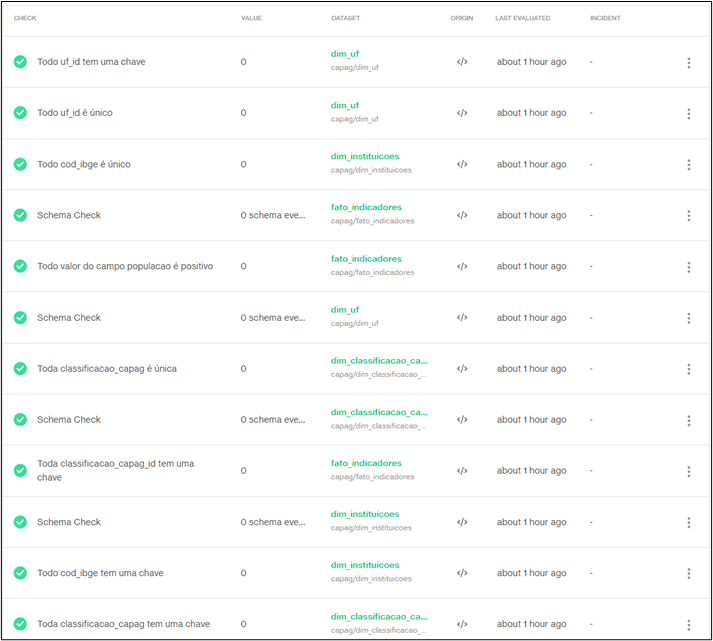 CHECK VALUE DATASET ORIGIN LAST EVALUATED INCIDENT
Todo uf_id tem uma chave 0 dim_uf </> about 1 hour ago -
capag/dim_uf
Todo uf_id é único 0 dim_uf </> about 1 hour ago -
capag/dim_uf
Todo cod_ibge é único 0 dim_instituicoes </> about 1 hour ago -
capag/dim_instituicoes
Schema Check 0 schema eve... fato_indicadores </> about 1 hour ago -
capag/fato_indicadores
Todo valor do campo populacao é positivo 0 fato_indicadores </> about 1 hour ago -
capag/fato_indicadores
Schema Check 0 schema eve... dim_uf </> about 1 hour ago -
capag/dim_uf
Toda classificacao_capag é única 0 dim_classificacao_ca... </> about 1 hour ago -
capag/dim_classificacao_...
Schema Check 0 schema eve... dim_classificacao_ca... </> about 1 hour ago -
capag/dim_classificacao_...
Toda classificacao_capag_id tem uma
chave 0 fato_indicadores </> about 1 hour ago -
capag/fato_indicadores
Schema Check 0 schema eve... dim_instituicoes </> about 1 hour ago -
capag/dim_instituicoes
Todo cod_ibge tem uma chave 0 dim_instituicoes </> about 1 hour ago -
capag/dim_instituicoes
Toda classificacao_capag tem uma chave 0 dim_classificacao_ca... </> about 1 hour ago -
capag/dim_classificacao_...